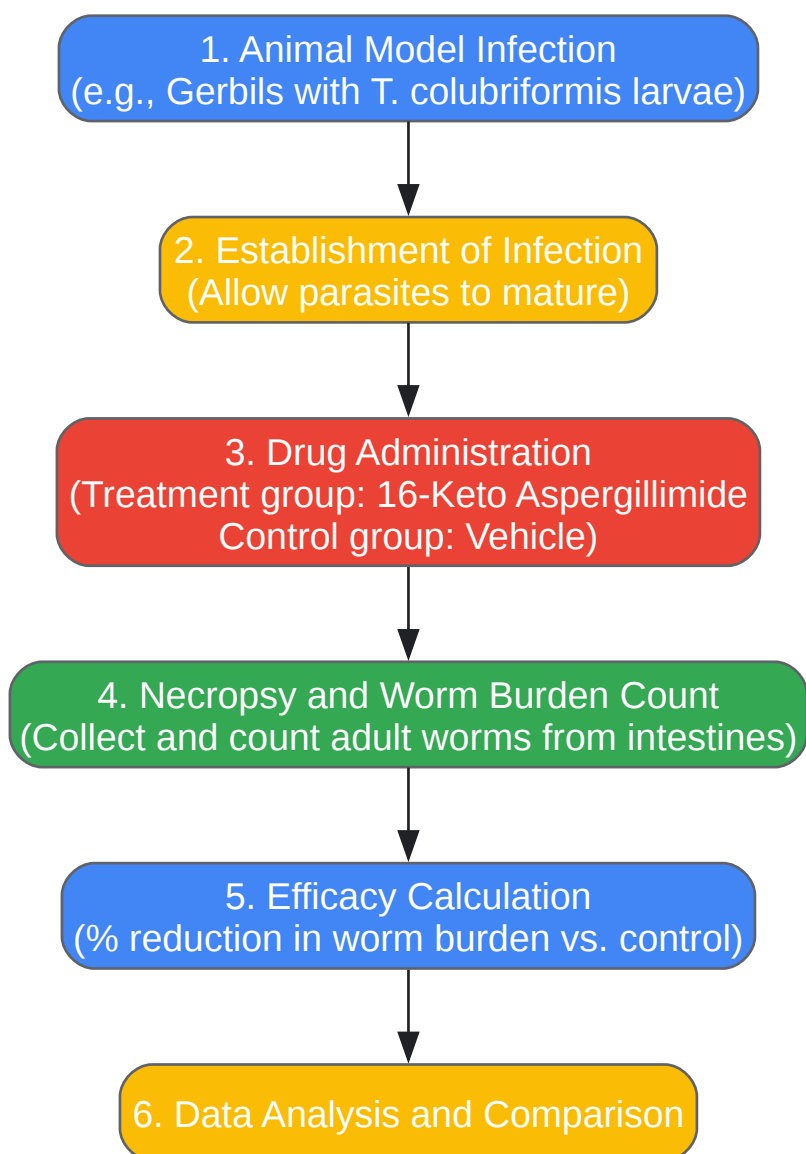 1. Animal Model Infection
(e.g., Gerbils with T. colubriformis larvae)
2. Establishment of Infection
(Allow parasites to mature)
3. Drug Administration
(Treatment group: 16-Keto Aspergillimide
Control group: Vehicle)
4. Necropsy and Worm Burden Count
(Collect and count adult worms from intestines)
5. Efficacy Calculation
(% reduction in worm burden vs. control)
6. Data Analysis and Comparison